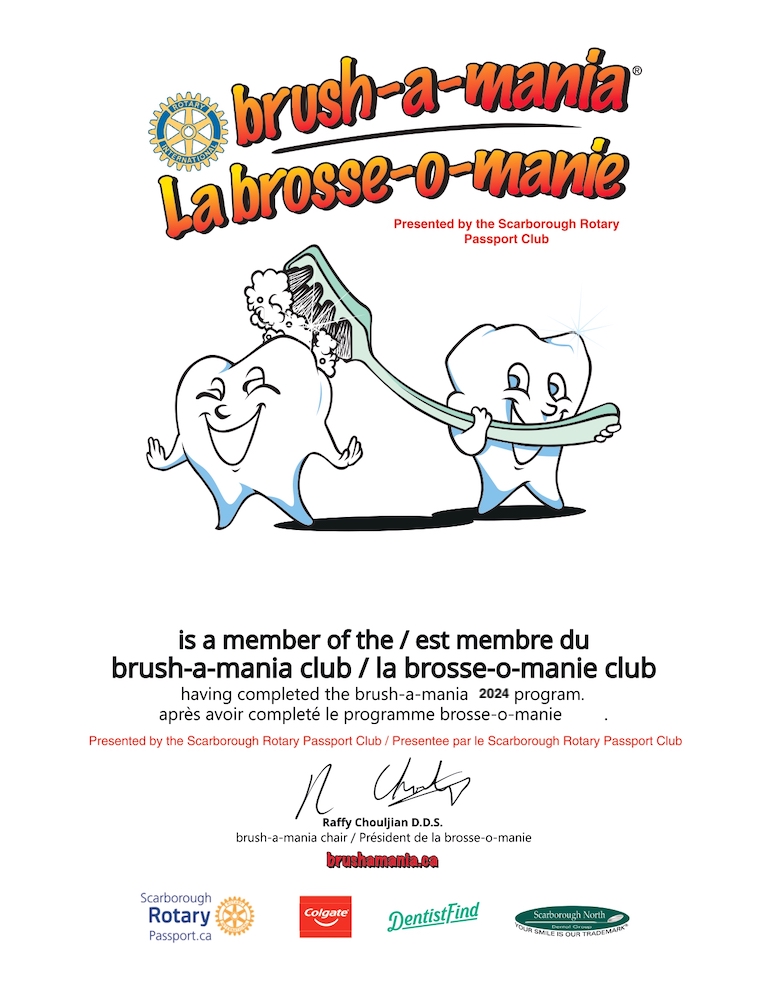 brush-a-mania®
ROTARY
INTERNATIONAL
La brosse-o-manie
Presented by the Scarborough Rotary
Passport Club
is a member of the / est membre du
brush-a-mania club / la brosse-o-manie club
having completed the brush-a-mania 2024 program.
après avoir completé le programme brosse-o-manie .
Presented by the Scarborough Rotary Passport Club / Presentee par le Scarborough Rotary Passport Club
Raffy Chouljian D.D.S.
brush-a-mania chair / Président de la brosse-o-manie
brushamania.ca
Scarborough
Rotary
Passport.ca
Colgate®
DentistFind
Scarborough North
Dental Group
YOUR SMILE IS OUR TRADEMARK™